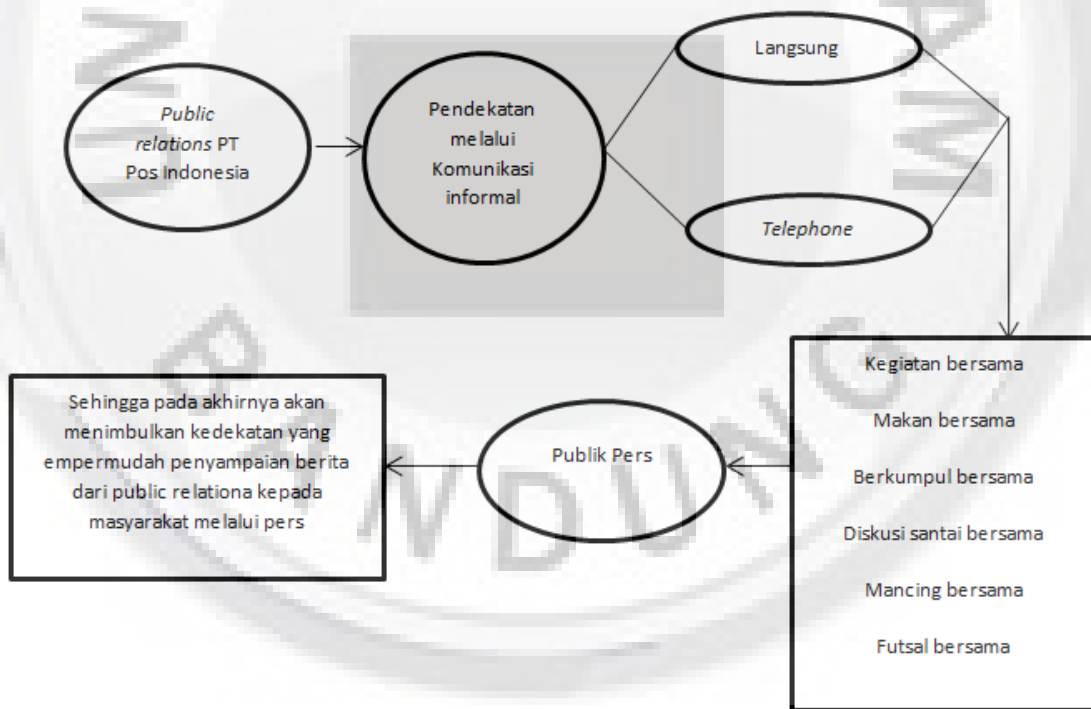 Public
relations PT
Pos Indonesia
Pendekatan
melalui
Komunikasi
informal
Langsung
Telephone
Kegiatan bersama
Makan bersama
Berkumpul bersama
Diskusi santai bersama
Mancing bersama
Futsal bersama
Publik Pers
Sehingga pada akhirnya akan
menimbulkan kedekatan yang
empermudah penyampaian berita
dari public relationa kepada
masyarakat melalui pers
BANDUNG